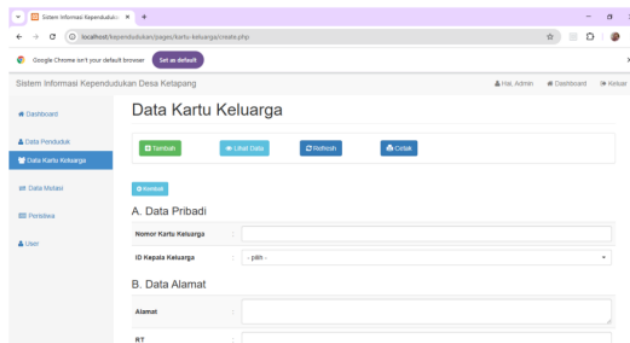 Sistem Informasi Kependuduka
localhost/kependudukan/pages/kartu-keluarga/create.php
Google Chrome isn't your default browser Set as default
Sistem Informasi Kependudukan Desa Ketapang Hai, Admin Dashboard Keluar
Dashboard
Data Penduduk
Data Kartu Keluarga
Data Mutasi
Peristiwa
User
Data Kartu Keluarga
Tambah Lihat Data Refresh Cetak
Kembali
A. Data Pribadi
Nomor Kartu Keluarga :
ID Kepala Keluarga : - pilih -
B. Data Alamat
Alamat :
RT :